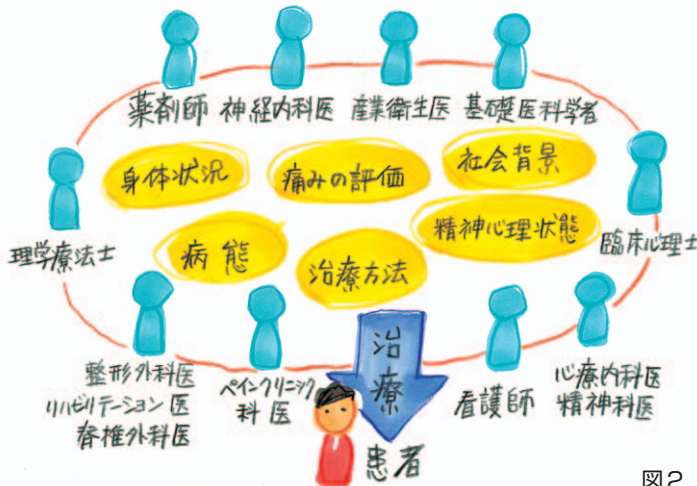 薬剤師 神経内科医 産業衛生医 基礎医科学者
身体状況 痛みの評価 社会背景
理学療法士 病態 治療方法 精神心理状態 臨床心理士
整形外科医
リハビリテーション医
脊椎外科医
ペインクリニック
科医
治療
患者
看護師
心療内科医
精神科医
図2